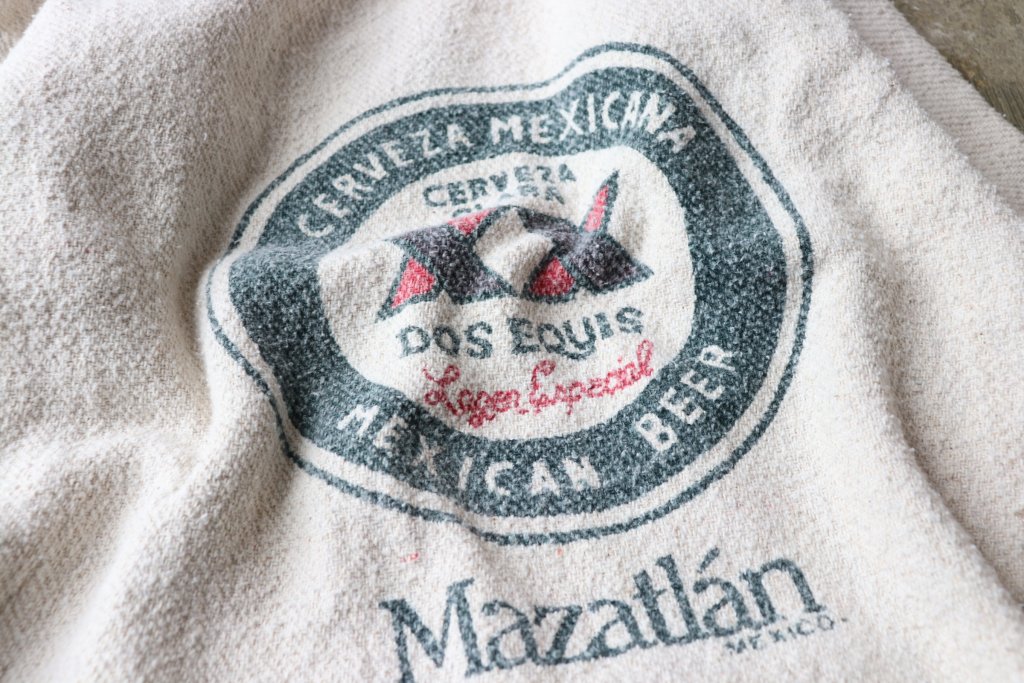 CERVEZA MEXICANA
CERVEZA
XX
DOS EQUIS
Lager Especial
MEXICAN BEER
Mazatlán
MEXICO.